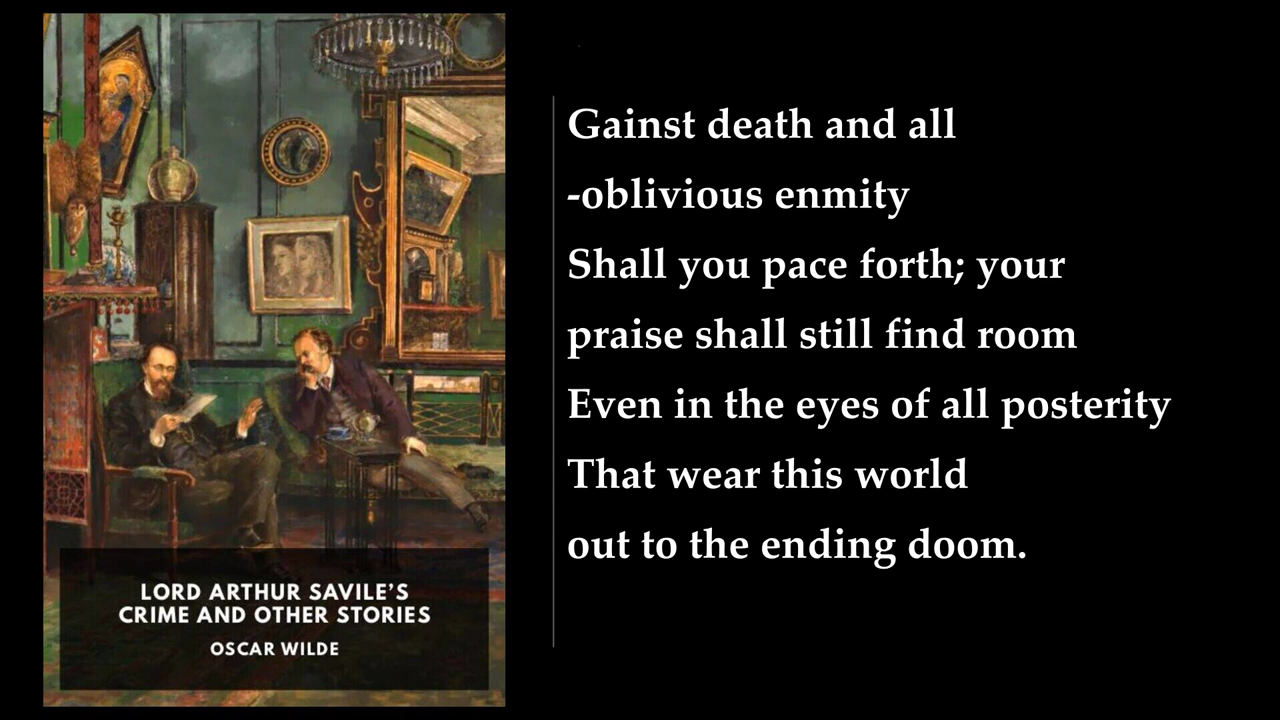 Gainst death and all
-oblivious enmity
Shall you pace forth; your
praise shall still find room
Even in the eyes of all posterity
That wear this world
out to the ending doom.
LORD ARTHUR SAVILE’S
CRIME AND OTHER STORIES
OSCAR WILDE